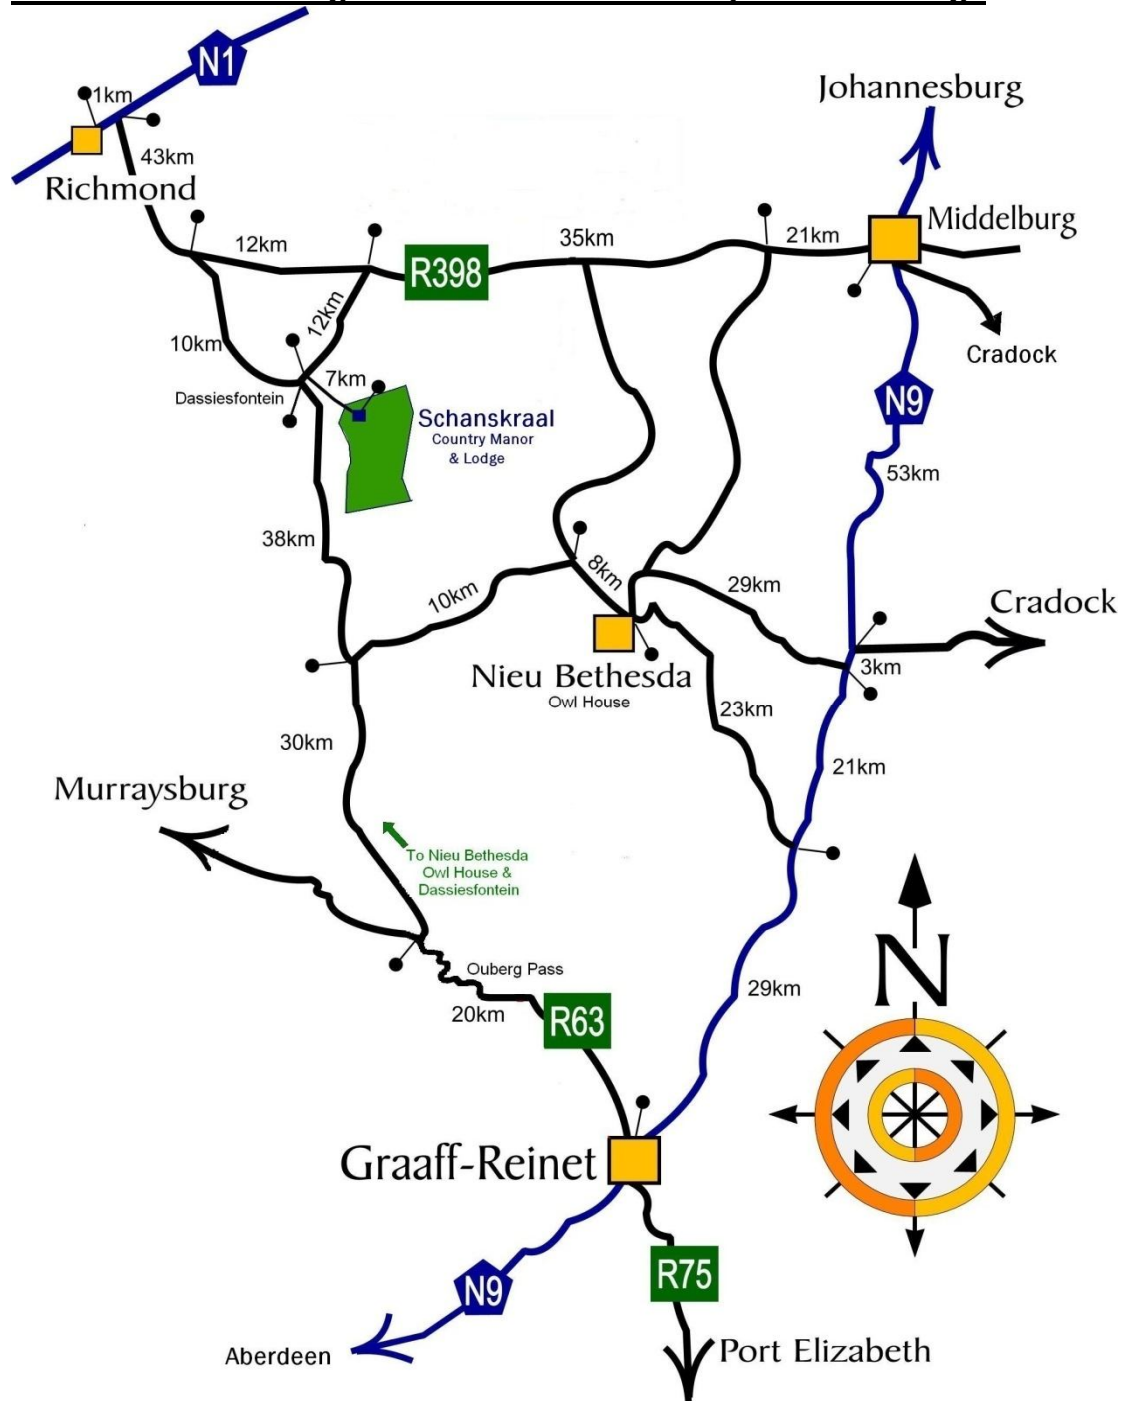 N1
1km
Johannesburg
43km
Richmond
Middelburg
12km
35km
21km
R398
12km
10km
Cradock
7km
Dassiesfontein
Schanskraal
Country Manor
& Lodge
N9
53km
38km
8km
29km
10km
Cradock
3km
Nieu Bethesda
Owl House
23km
30km
21km
Murraysburg
To Nieu Bethesda
Owl House &
Dassiesfontein
N
Ouberg Pass
29km
20km
R63
Graaff-Reinet
R75
N9
Port Elizabeth
Aberdeen